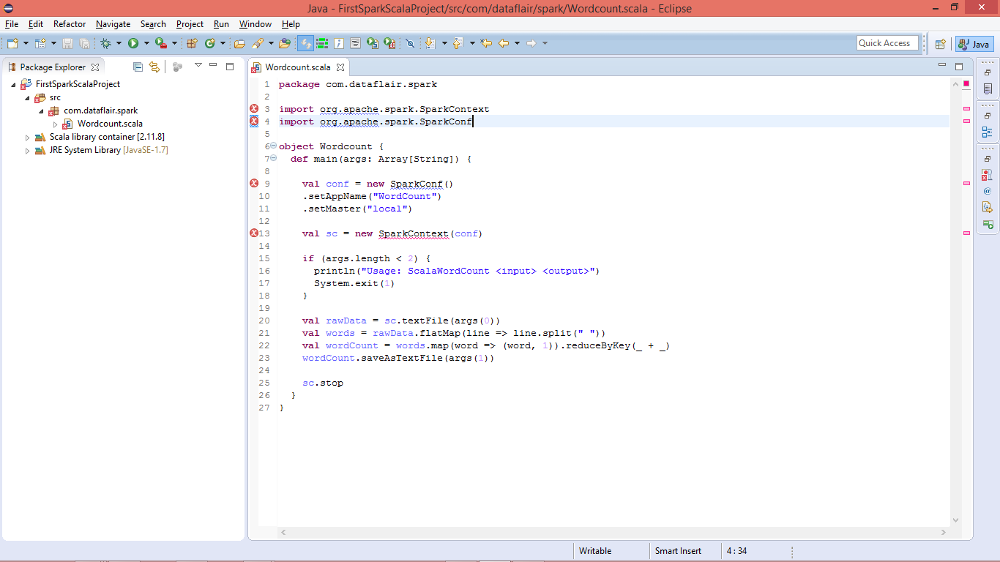 Java - FirstSparkScalaProject/src/com/dataflair/spark/Wordcount.scala - Eclipse
File Edit Refactor Navigate Search Project Run Window Help
Quick Access
Java
Package Explorer
FirstSparkScalaProject
src
com.dataflair.spark
Wordcount.scala
Scala library container [2.11.8]
JRE System Library [JavaSE-1.7]
Wordcount.scala
1 package com.dataflair.spark
2
3 import org.apache.spark.SparkContext
4 import org.apache.spark.SparkConf
5
6 object Wordcount {
7 def main(args: Array[String]) {
8
9 val conf = new SparkConf()
10 .setAppName("WordCount")
11 .setMaster("local")
12
13 val sc = new SparkContext(conf)
14
15 if (args.length < 2) {
16 println("Usage: ScalaWordCount <input> <output>")
17 System.exit(1)
18 }
19
20 val rawData = sc.textFile(args(0))
21 val words = rawData.flatMap(line => line.split(" "))
22 val wordCount = words.map(word => (word, 1)).reduceByKey(_ + _)
23 wordCount.saveAsTextFile(args(1))
24
25 sc.stop
26 }
27 }
Writable Smart Insert 4 : 34